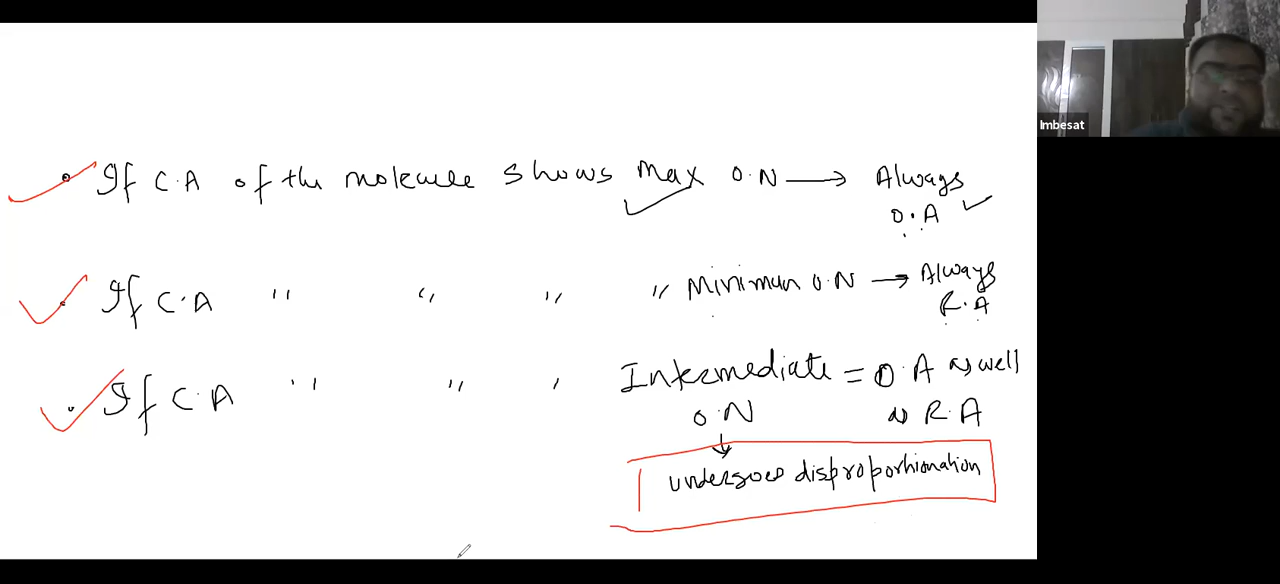 If C.A of the molecule shows Max O.N → Always
O.A
If C.A " " " " Minimum O.N → Always
R.A
If C.A " " " Intermediate = O.A as well
O.N as R.A
↓
undergoes disproportionation
Imbesat